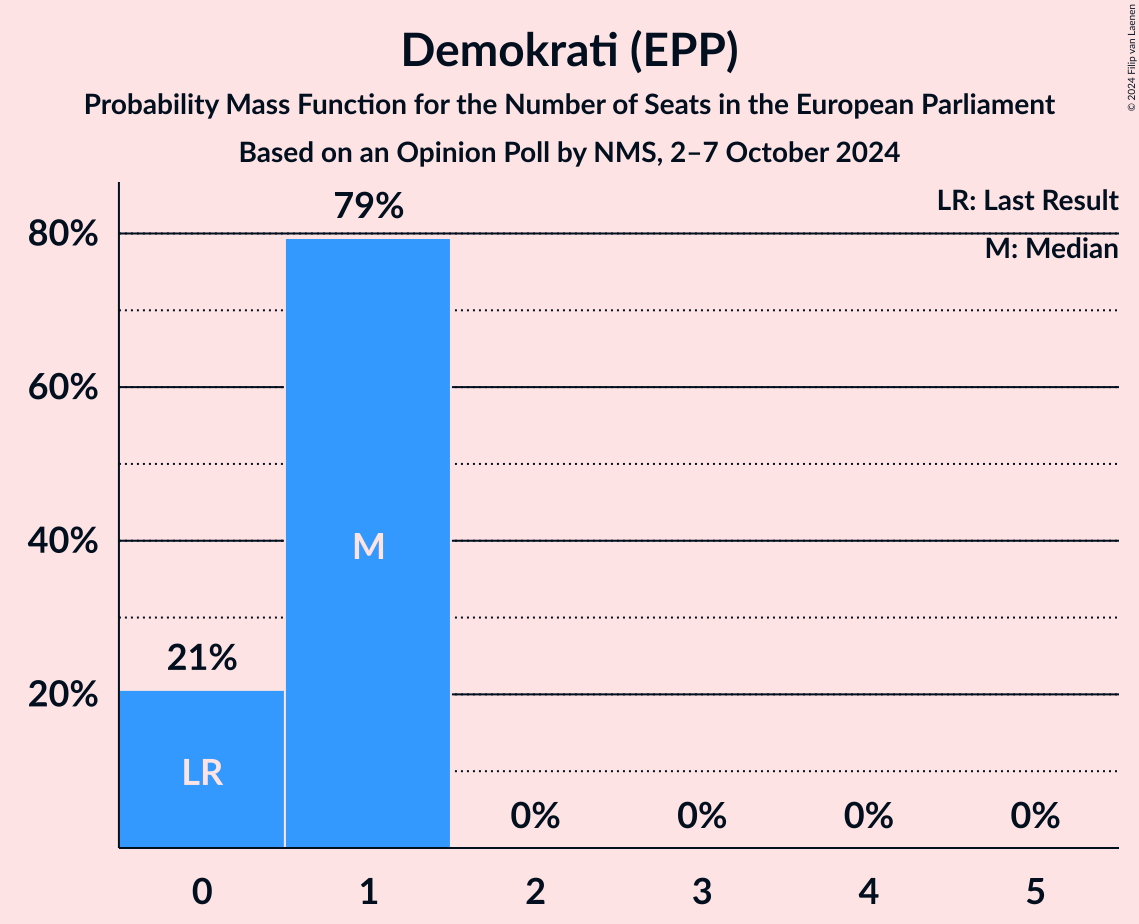 Demokrati (EPP)
Probability Mass Function for the Number of Seats in the European Parliament
Based on an Opinion Poll by NMS, 2–7 October 2024
© 2024 Filip van Laenen
LR: Last Result
M: Median
80%
60%
40%
20%
79%
M
21%
LR
0%
0%
0%
0%
0
1
2
3
4
5